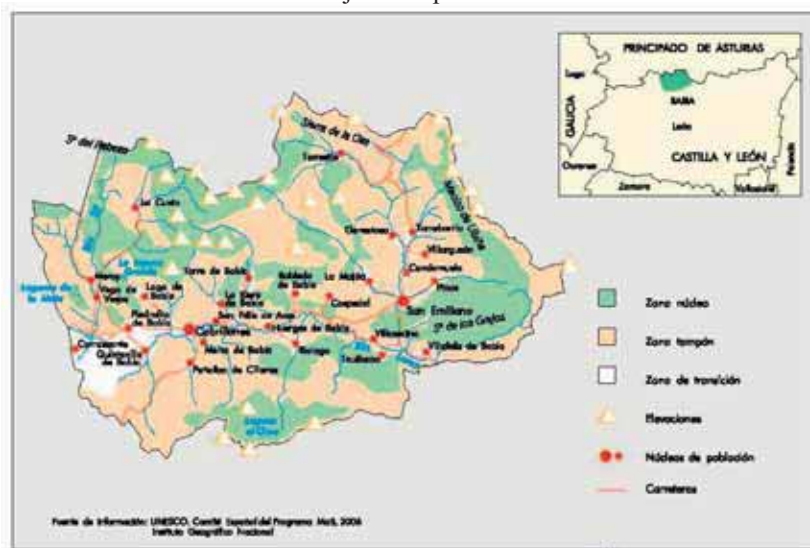 PRINCIPADO DE ASTURIAS
Lugo
BABIA
León
GALICIA
CASTILLA Y LEÓN
Palencia
Ourense
Zamora
Valladolid
Sierra de la
Torrestío
La Cueta
Macizo de Ubiña
Genestosa
Torrebarrio
Villargusán
Candemuela
Pinos
Torre de Babia
La Majúa
Robledo de Babia
Cospedal
San Emiliano
Sª de los Grajos
Laguna
Vega de Viejos
Lago de Babia
La Riera de Babia
San Félix de Arce
Piedrafita de Babia
Cabrillanes
Huergas de Babia
Villasecino
Quintanilla de Babia
Mena de Babia
Riolago
Truébano
Villafeliz de Babia
Peñalba de Cilleros
Zona núcleo
Zona tampón
Zona de transición
Elevaciones
Núcleos de población
Carreteras
Fuente de Información: UNESCO. Comité Español del Programa MaB, 2006
Instituto Geográfico Nacional